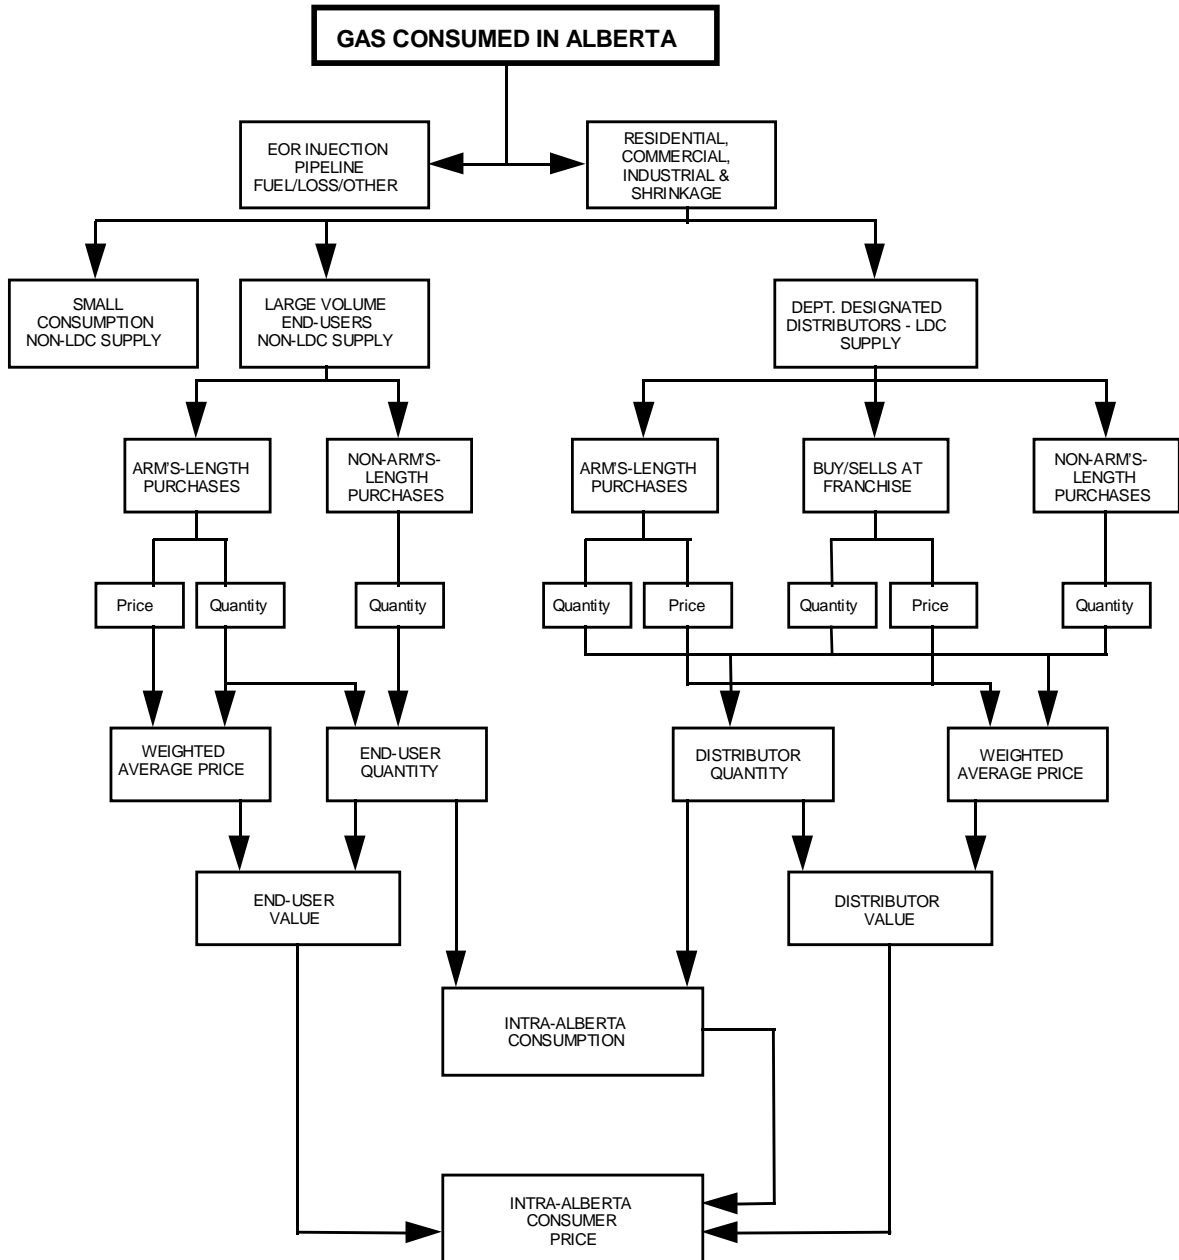 GAS CONSUMED IN ALBERTA
EOR INJECTION
PIPELINE
FUEL/LOSS/OTHER
RESIDENTIAL,
COMMERCIAL,
INDUSTRIAL &
SHRINKAGE
SMALL
CONSUMPTION
NON-LDC SUPPLY
LARGE VOLUME
END-USERS
NON-LDC SUPPLY
DEPT. DESIGNATED
DISTRIBUTORS - LDC
SUPPLY
ARM'S-LENGTH
PURCHASES
NON-ARM'S-
LENGTH
PURCHASES
ARM'S-LENGTH
PURCHASES
BUY/SELLS AT
FRANCHISE
NON-ARM'S-
LENGTH
PURCHASES
Price
Quantity
Quantity
Quantity
Price
Quantity
Price
Quantity
WEIGHTED
AVERAGE PRICE
END-USER
QUANTITY
DISTRIBUTOR
QUANTITY
WEIGHTED
AVERAGE PRICE
END-USER
VALUE
DISTRIBUTOR
VALUE
INTRA-ALBERTA
CONSUMPTION
INTRA-ALBERTA
CONSUMER
PRICE